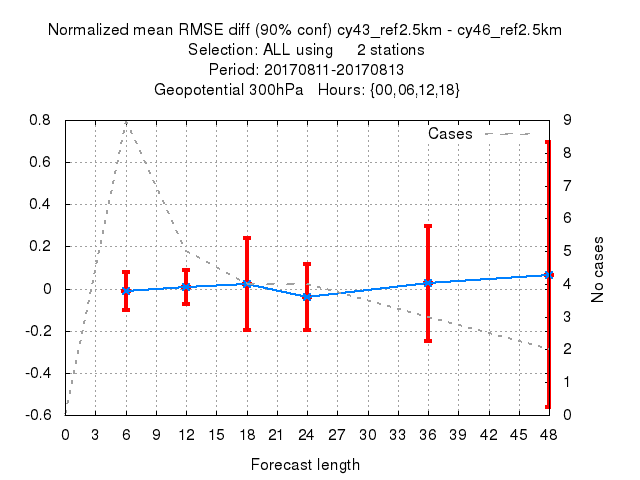 Normalized mean RMSE diff (90% conf) cy43_ref2.5km - cy46_ref2.5km
Selection: ALL using     2 stations
Period: 20170811-20170813
Geopotential 300hPa   Hours: {00,06,12,18}
Cases
0.8
0.6
0.4
0.2
0
-0.2
-0.4
-0.6
9
8
7
6
5
4
3
2
1
0
No cases
0 3 6 9 12 15 18 21 24 27 30 33 36 39 42 45 48
Forecast length